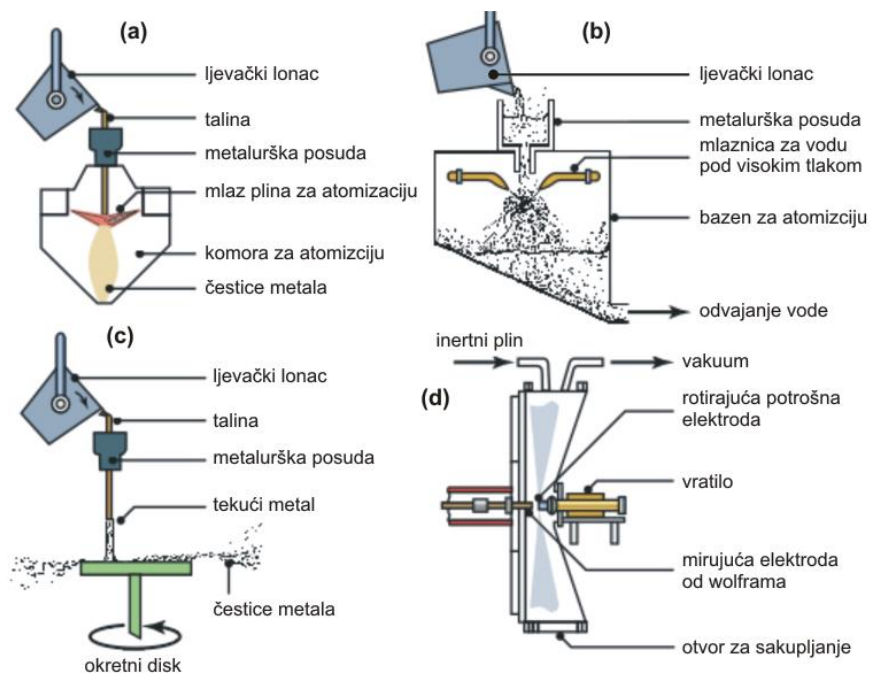 (a)
ljevački lonac
talina
metalurška posuda
mlaz plina za atomizaciju
komora za atomizciju
čestice metala
(b)
ljevački lonac
metalurška posuda
mlaznica za vodu
pod visokim tlakom
bazen za atomizciju
odvajanje vode
(c)
ljevački lonac
talina
metalurška posuda
tekući metal
čestice metala
okretni disk
(d)
inertni plin
vakuum
rotirajuća potrošna
elektroda
vratilo
mirujuća elektroda
od wolframa
otvor za sakupljanje